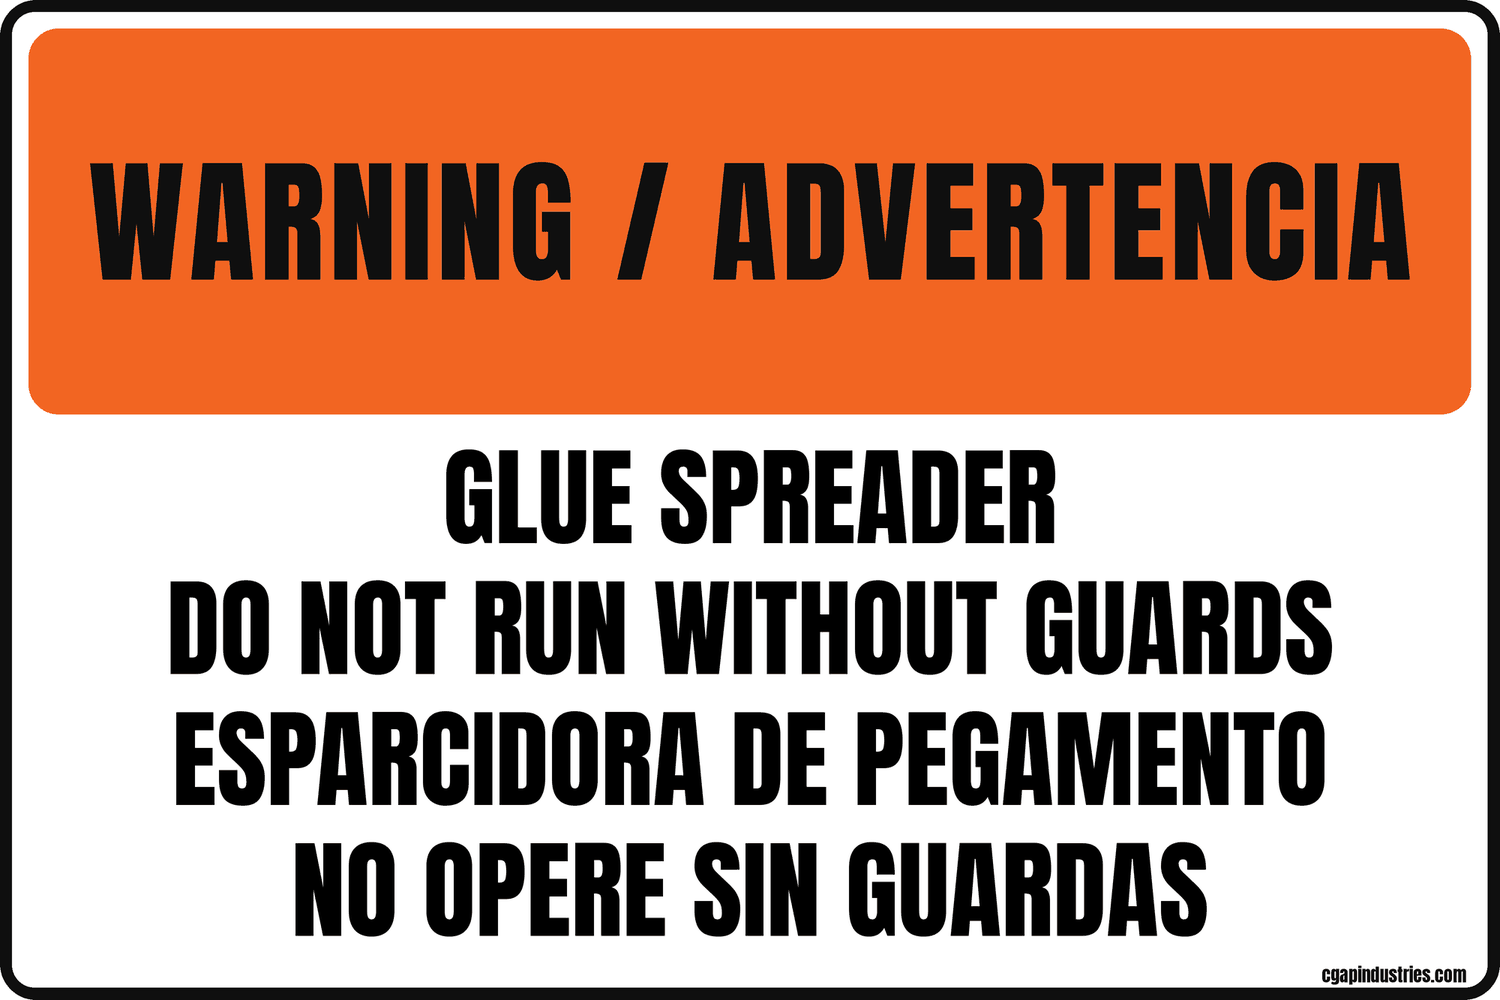 WARNING / ADVERTENCIA
GLUE SPREADER
DO NOT RUN WITHOUT GUARDS
ESPARCIDORA DE PEGAMENTO
NO OPERE SIN GUARDAS
cgapindustries.com